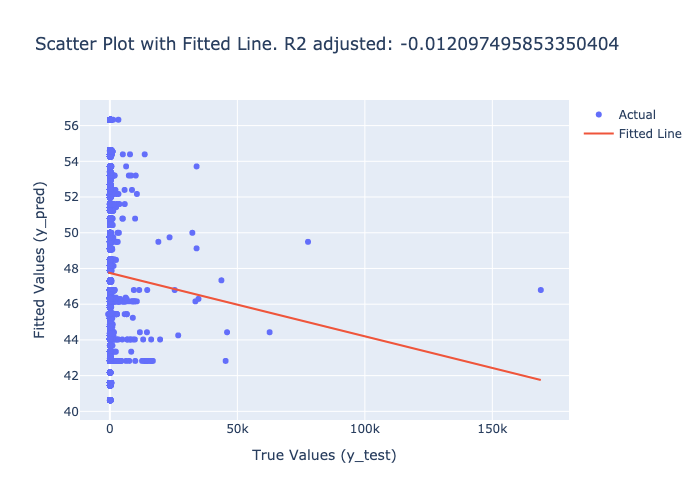 Scatter Plot with Fitted Line. R2 adjusted: -0.012097495853350404
Actual
Fitted Line
56
54
52
50
48
46
44
42
40
Fitted Values (y_pred)
0
50k
100k
150k
True Values (y_test)